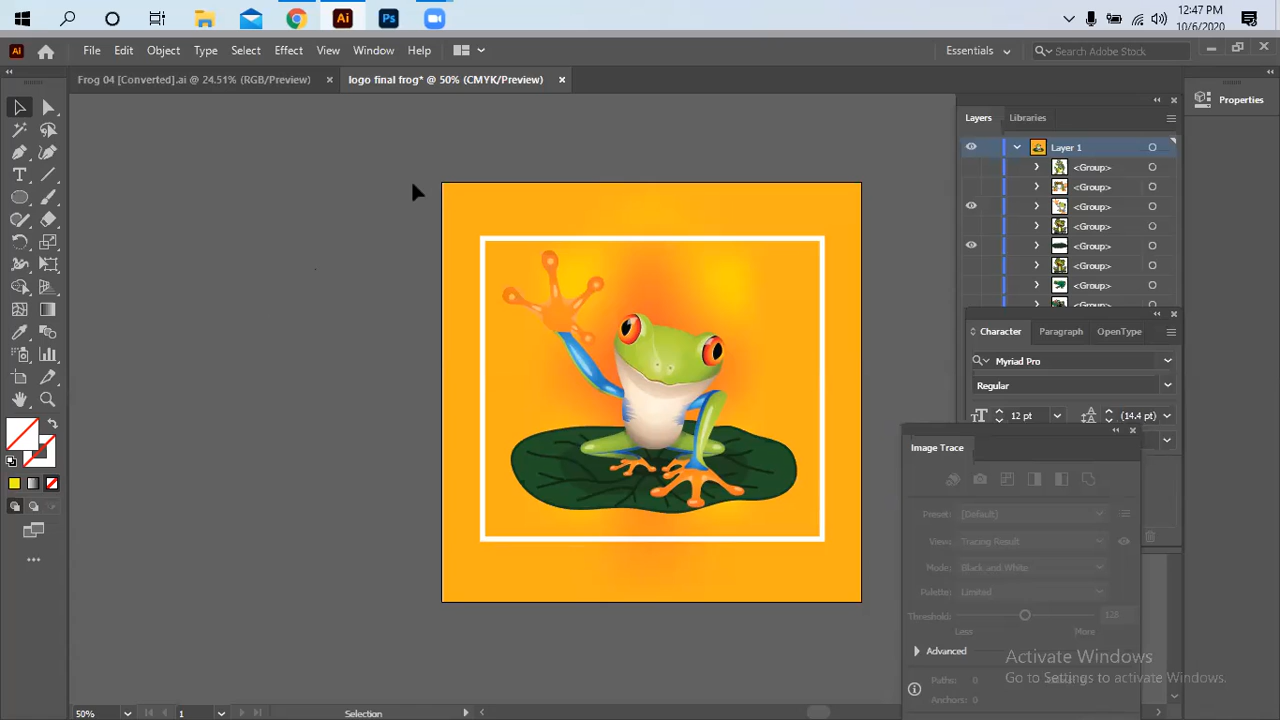 12:47 PM
10/6/2020
Ai
Ps
Ai
File Edit Object Type Select Effect View Window Help
Essentials
Search Adobe Stock
Frog 04 [Converted].ai @ 24.51% (RGB/Preview) ×
logo final frog* @ 50% (CMYK/Preview) ×
Properties
Layers Libraries
Layer 1
<Group>
<Group>
<Group>
<Group>
<Group>
<Group>
<Group>
<Group>
Character Paragraph OpenType
Myriad Pro
Regular
12 pt
(14.4 pt)
Image Trace
Preset: [Default]
View: Tracing Result
Mode: Black and White
Palette: Limited
Threshold: 128
Less More
Advanced
Paths: 0
Anchors: 0
Activate Windows
Go to Settings to activate Windows.
50%
1
Selection